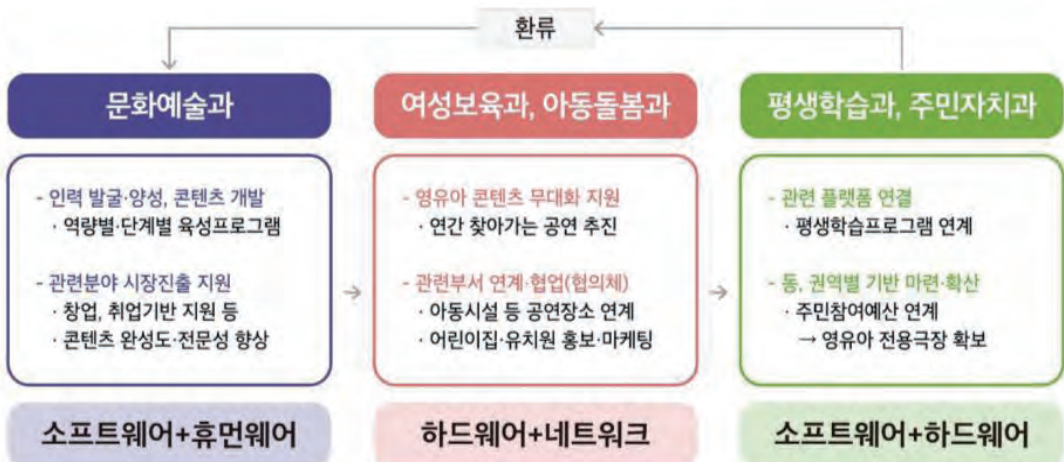 환류
문화예술과
- 인력 발굴·양성, 콘텐츠 개발
· 역량별·단계별 육성프로그램
- 관련분야 시장진출 지원
· 창업, 취업기반 지원 등
· 콘텐츠 완성도·전문성 향상
소프트웨어+휴먼웨어
여성보육과, 아동돌봄과
- 영유아 콘텐츠 무대화 지원
· 연간 찾아가는 공연 추진
- 관련부서 연계·협업(협의체)
· 아동시설 등 공연장소 연계
· 어린이집·유치원 홍보·마케팅
하드웨어+네트워크
평생학습과, 주민자치과
- 관련 플랫폼 연결
· 평생학습프로그램 연계
- 동, 권역별 기반 마련·확산
· 주민참여예산 연계
→ 영유아 전용극장 확보
소프트웨어+하드웨어